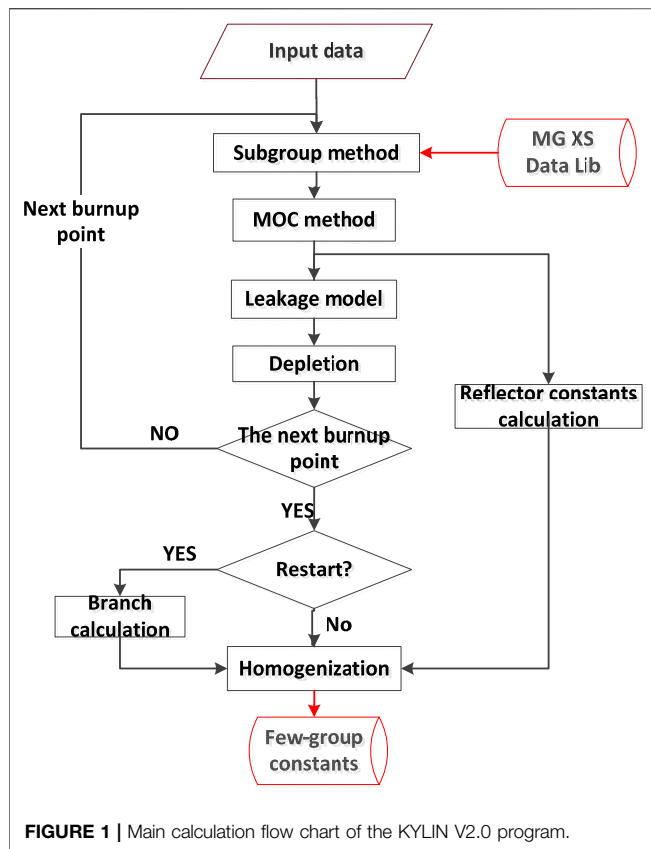 Input data
Subgroup method
MG XS
Data Lib
Next burnup
point
MOC method
Leakage model
Depletion
Reflector constants
calculation
NO
The next burnup
point
YES
YES
Restart?
Branch
calculation
No
Homogenization
Few-group
constants
FIGURE 1 | Main calculation flow chart of the KYLIN V2.0 program.